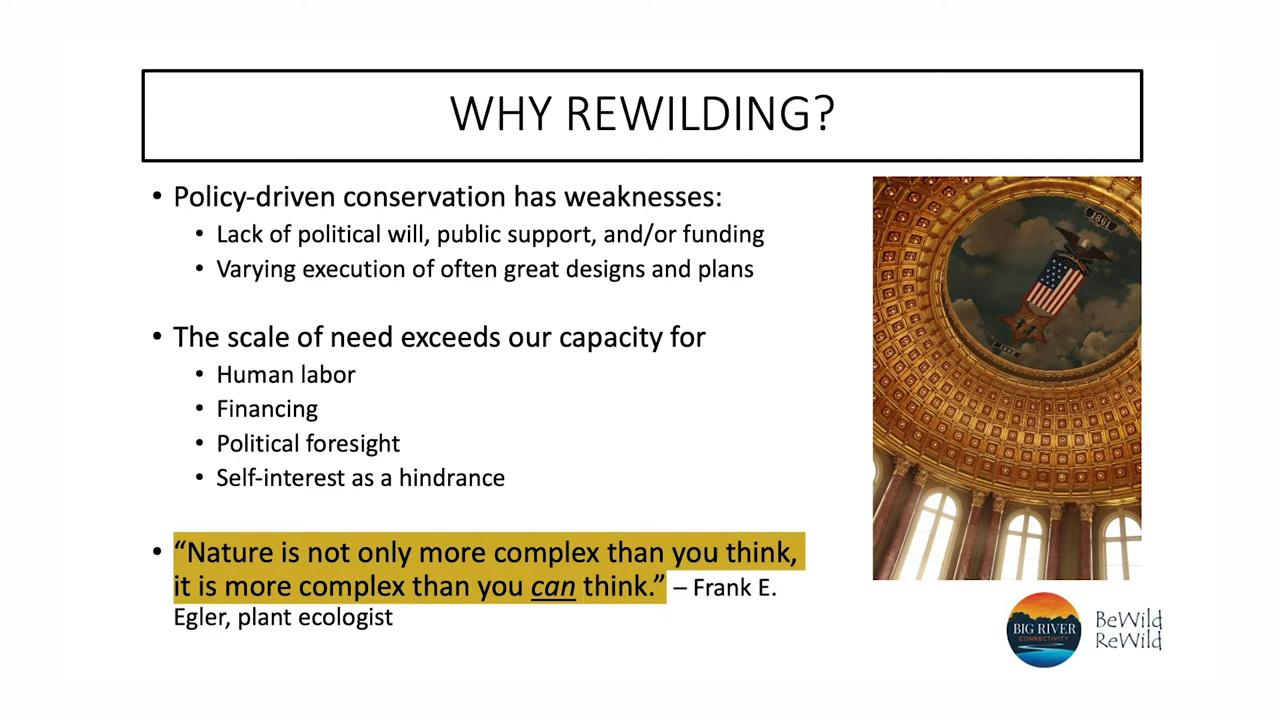 WHY REWILDING?
• Policy-driven conservation has weaknesses:
• Lack of political will, public support, and/or funding
• Varying execution of often great designs and plans
• The scale of need exceeds our capacity for
• Human labor
• Financing
• Political foresight
• Self-interest as a hindrance
• “Nature is not only more complex than you think,
it is more complex than you can think.” – Frank E.
Egler, plant ecologist
1861
BIG RIVER
CONNECTIVITY
BeWild
ReWild